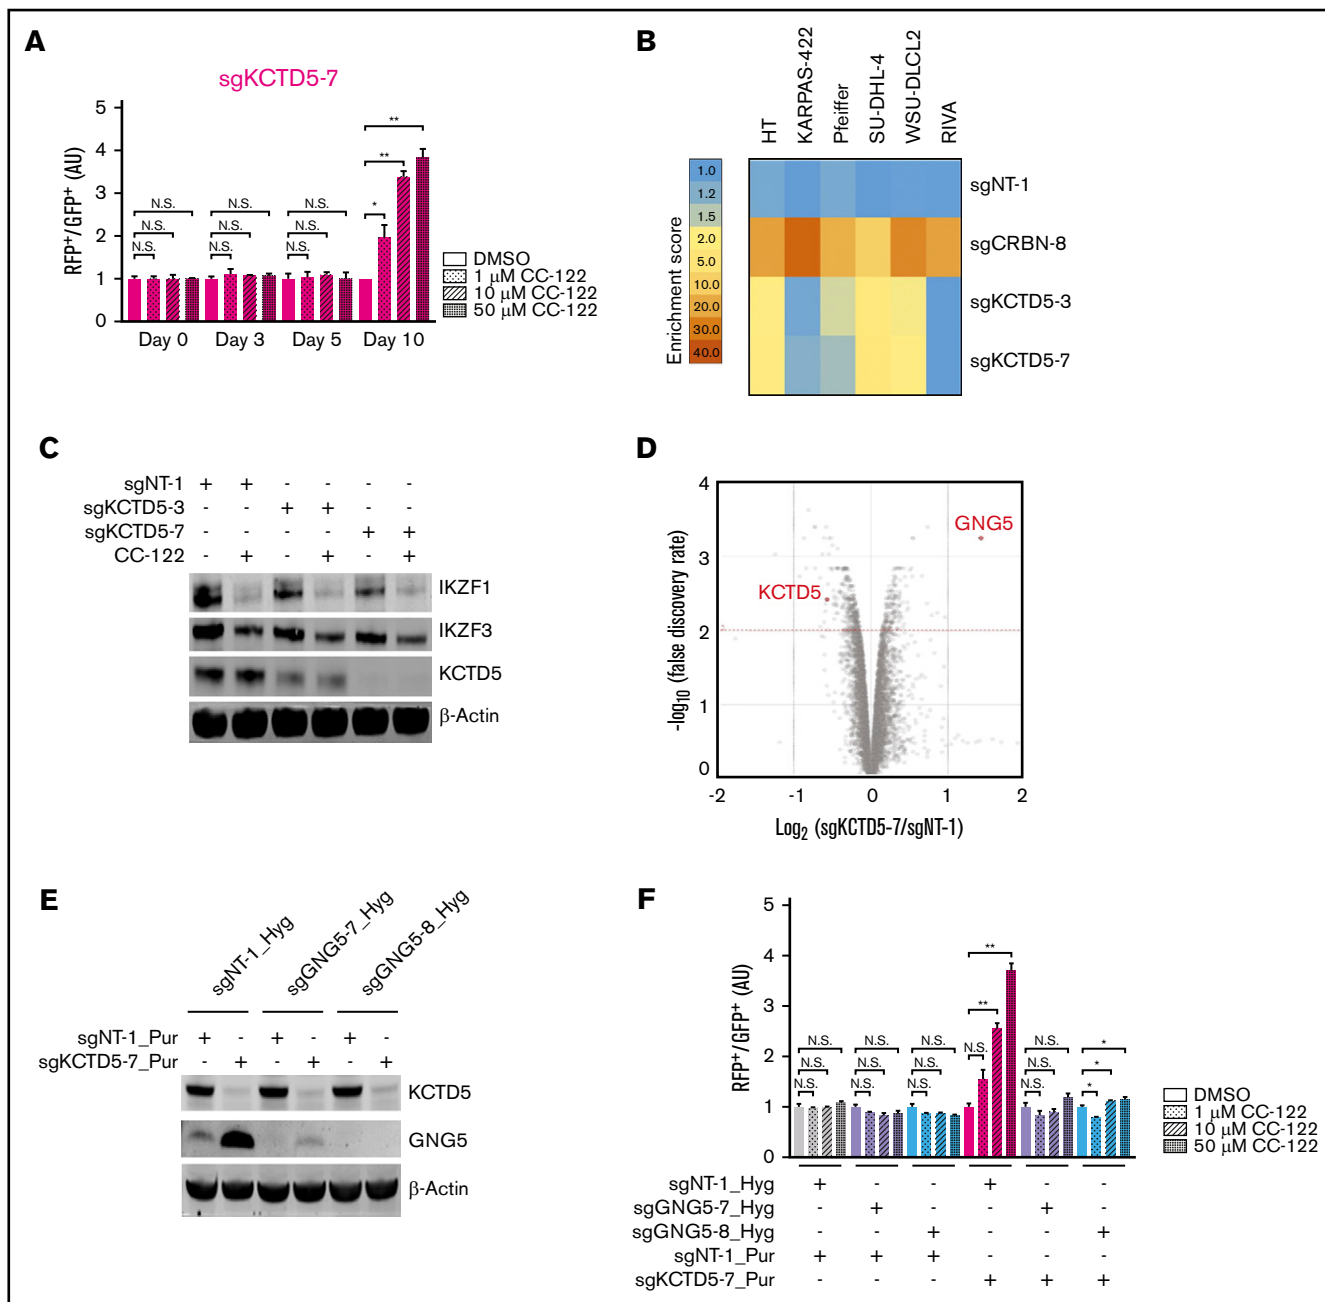 A
sgKCTD5-7
RFP+/GFP+ (AU)
5
4
3
2
1
0
N.S.
N.S.
N.S.
N.S.
N.S.
N.S.
N.S.
N.S.
N.S.
**
**
*
Day 0 Day 3 Day 5 Day 10
DMSO
1 μM CC-122
10 μM CC-122
50 μM CC-122
B
HT
KARPAS-422
Pfeiffer
SU-DHL-4
WSU-DLCL2
RIVA
Enrichment score
1.0
1.2
1.5
2.0
5.0
10.0
20.0
30.0
40.0
sgNT-1
sgCRBN-8
sgKCTD5-3
sgKCTD5-7
C
sgNT-1 + + - - - -
sgKCTD5-3 - - + + - -
sgKCTD5-7 - - - - + +
CC-122 - + - + - +
IKZF1
IKZF3
KCTD5
β-Actin
D
-log10 (false discovery rate)
4
3
2
1
0
GNG5
KCTD5
-2 -1 0 1 2
Log2 (sgKCTD5-7/sgNT-1)
E
sgNT-1_Hyg
sgGNG5-7_Hyg
sgGNG5-8_Hyg
sgNT-1_Pur + - + - + -
sgKCTD5-7_Pur - + - + - +
KCTD5
GNG5
β-Actin
F
RFP+/GFP+ (AU)
5
4
3
2
1
0
N.S.
N.S.
N.S.
N.S.
N.S.
N.S.
N.S.
N.S.
N.S.
**
**
N.S.
N.S.
N.S.
N.S.
*
*
*
DMSO
1 μM CC-122
10 μM CC-122
50 μM CC-122
sgNT-1_Hyg + - - + - -
sgGNG5-7_Hyg - + - - + -
sgGNG5-8_Hyg - - + - - +
sgNT-1_Pur + + + - - -
sgKCTD5-7_Pur - - - + + +